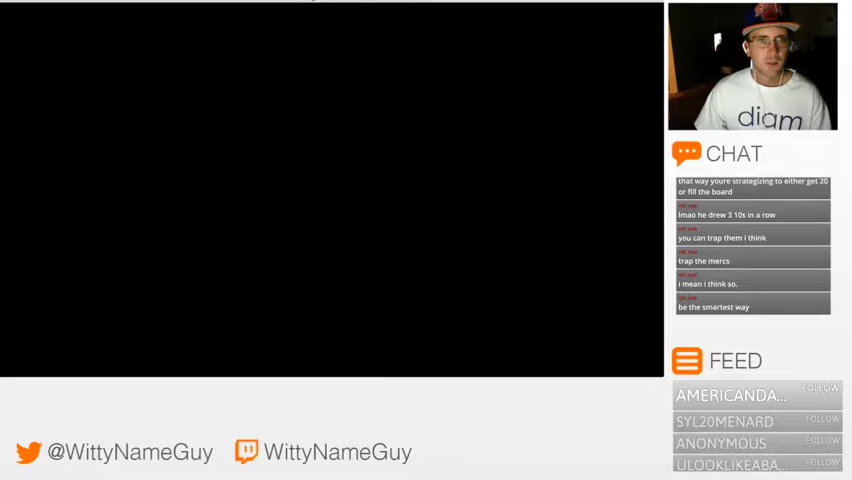 diam
CHAT
that way youre strategizing to either get 20
or fill the board
lmao he drew 3 10s in a row
you can trap them i think
trap the mercs
i mean i think so.
be the smartest way
FEED
AMERICANDA... FOLLOW
SYL20MENARD FOLLOW
ANONYMOUS FOLLOW
ULOOKLIKEABA... FOLLOW
@WittyNameGuy WittyNameGuy